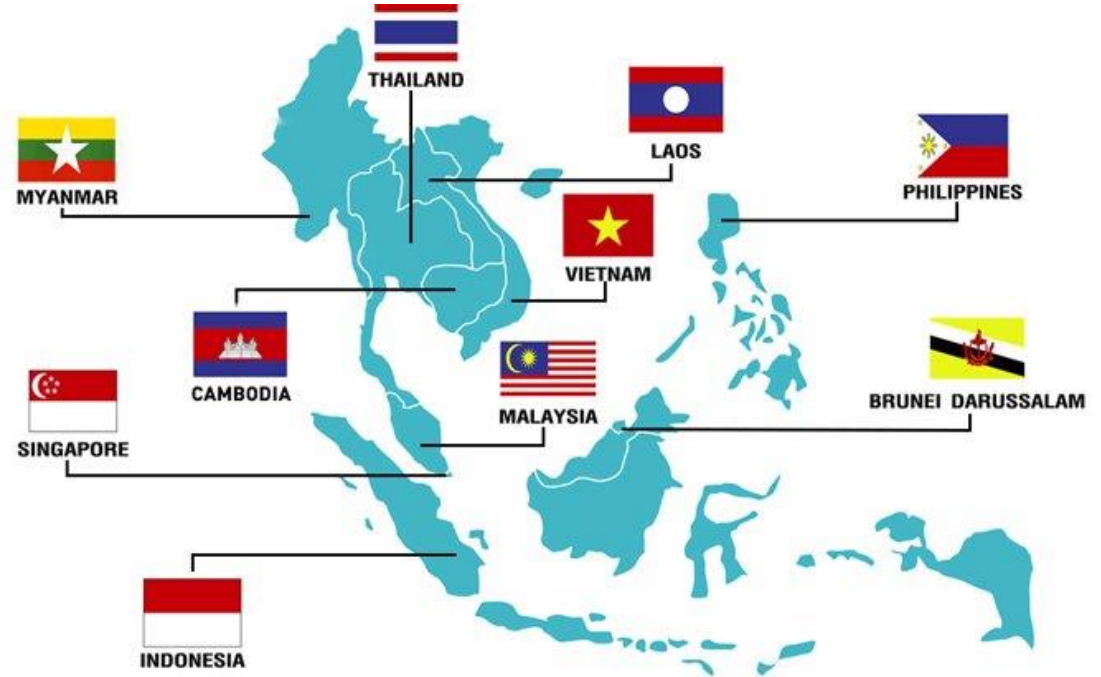 THAILAND
LAOS
MYANMAR
PHILIPPINES
VIETNAM
CAMBODIA
MALAYSIA
BRUNEI DARUSSALAM
SINGAPORE
INDONESIA